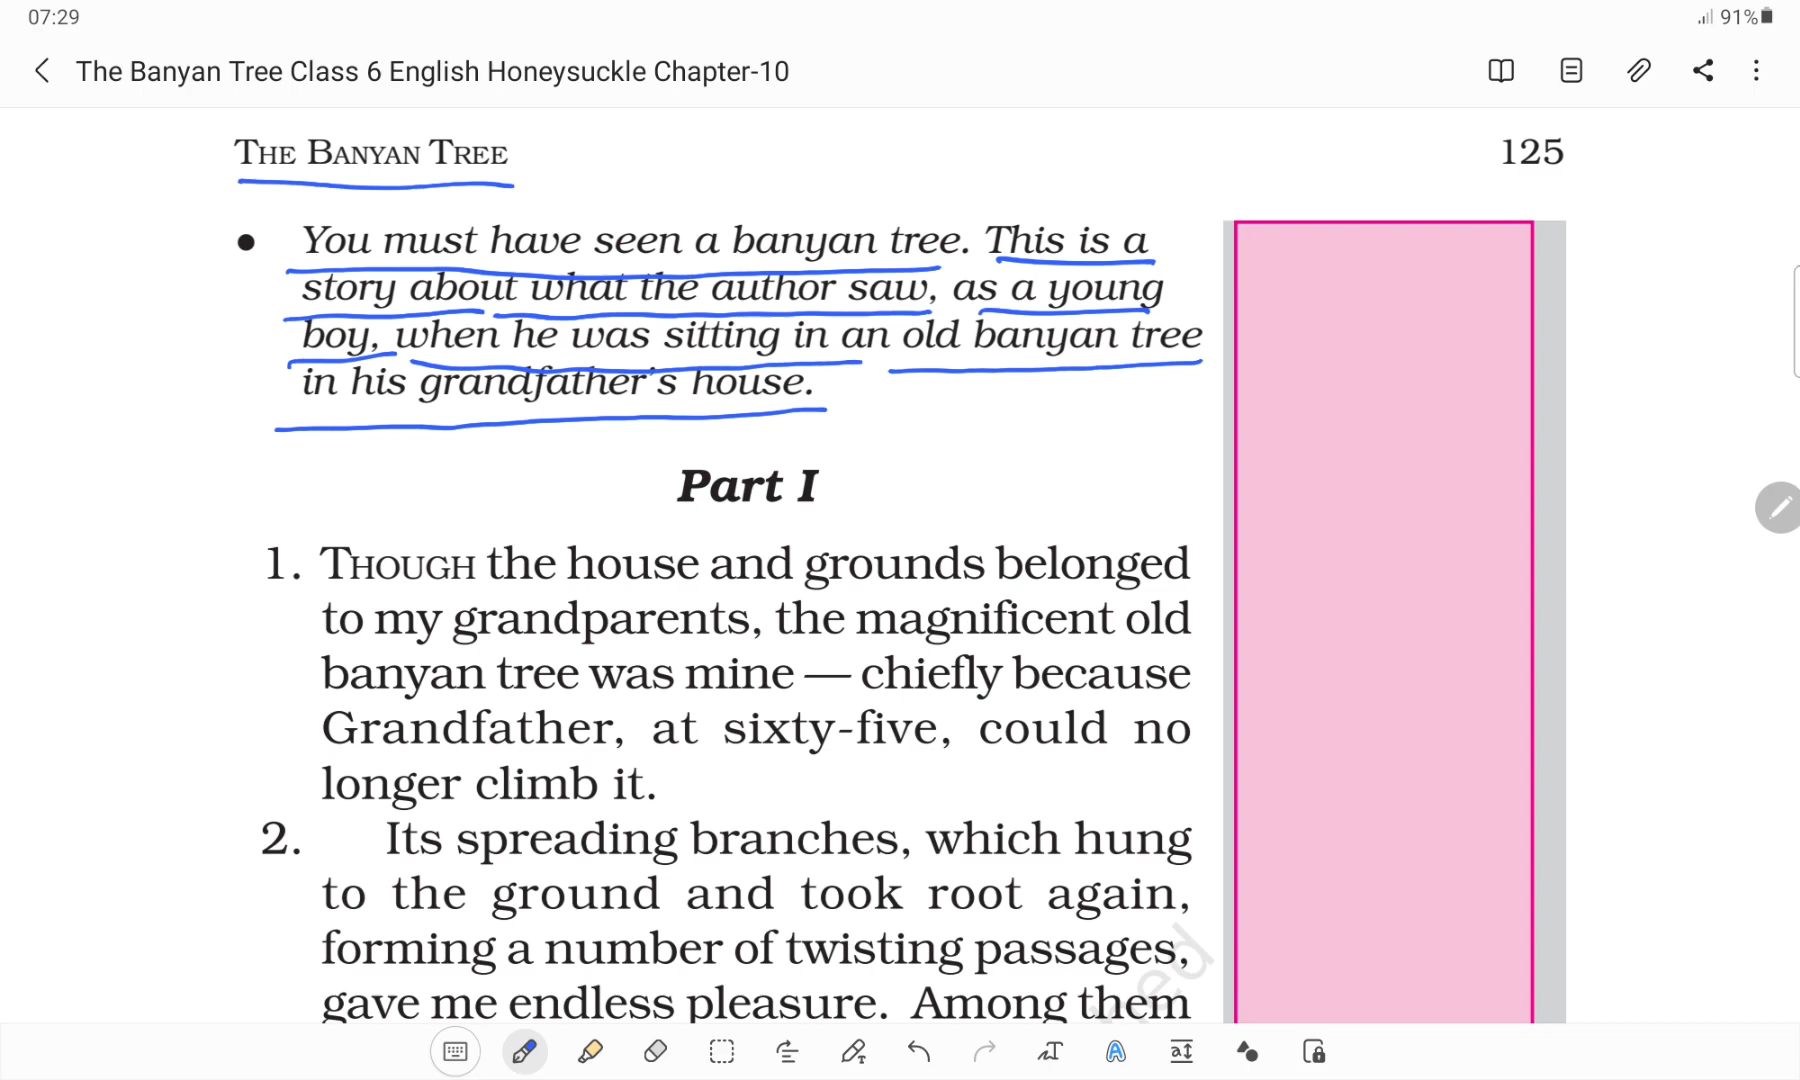 07:29
91%
The Banyan Tree Class 6 English Honeysuckle Chapter-10
THE BANYAN TREE
125
• You must have seen a banyan tree. This is a
story about what the author saw, as a young
boy, when he was sitting in an old banyan tree
in his grandfather's house.
Part I
1. THOUGH the house and grounds belonged
to my grandparents, the magnificent old
banyan tree was mine — chiefly because
Grandfather, at sixty-five, could no
longer climb it.
2. Its spreading branches, which hung
to the ground and took root again,
forming a number of twisting passages,
gave me endless pleasure. Among them